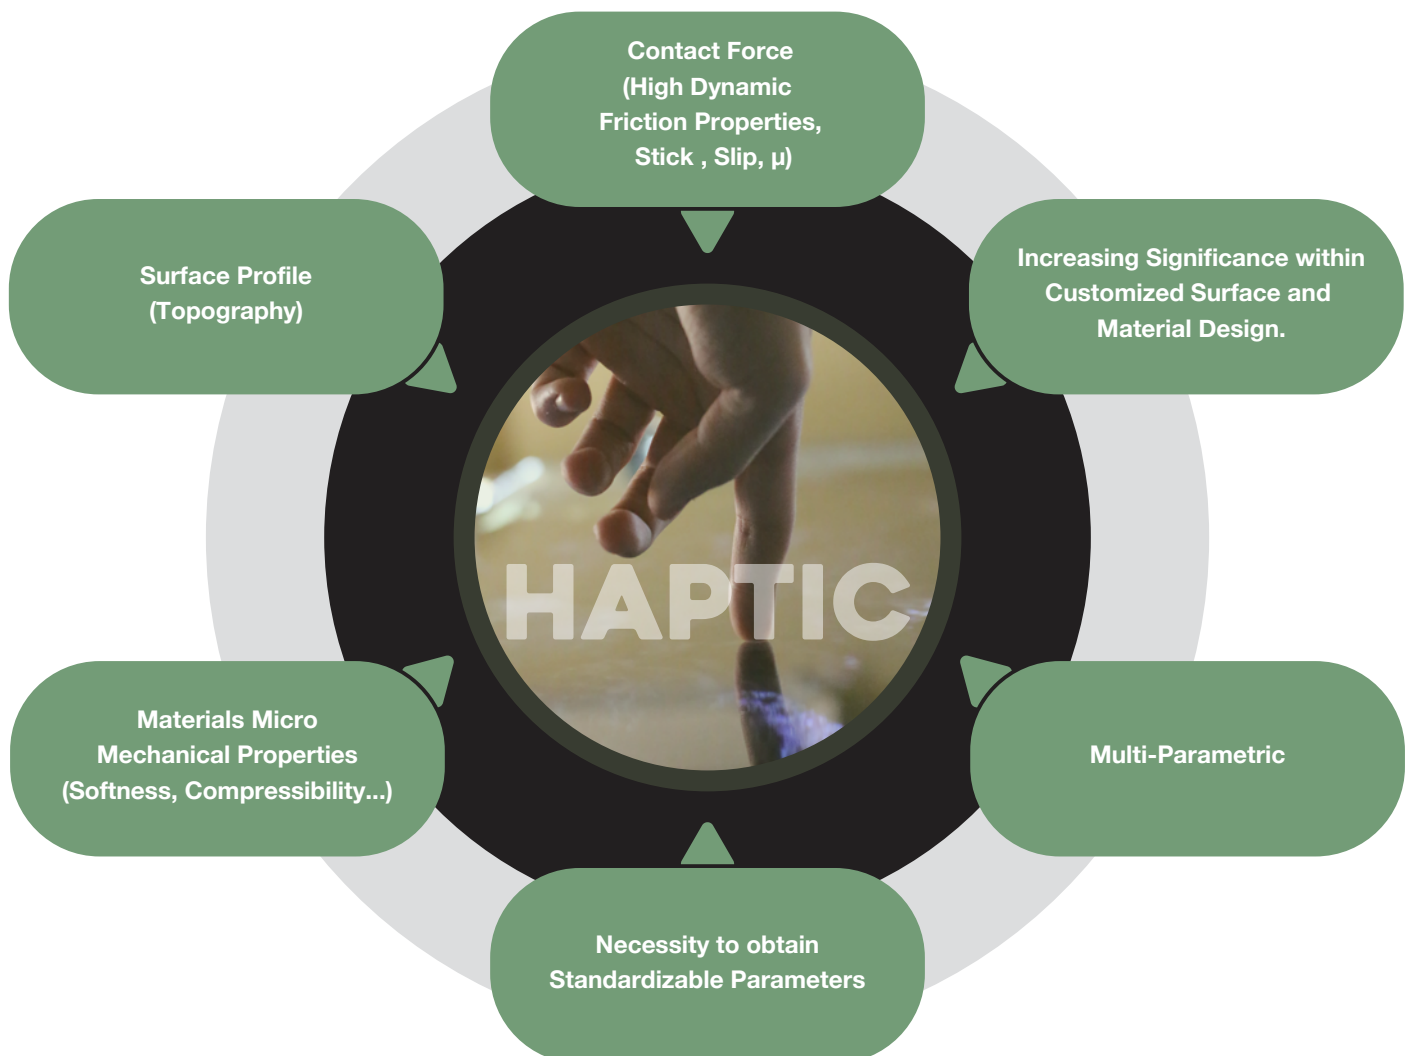 Contact Force
(High Dynamic
Friction Properties,
Stick , Slip, µ)
Surface Profile
(Topography)
Increasing Significance within
Customized Surface and
Material Design.
HAPTIC
Materials Micro
Mechanical Properties
(Softness, Compressibility...)
Multi-Parametric
Necessity to obtain
Standardizable Parameters